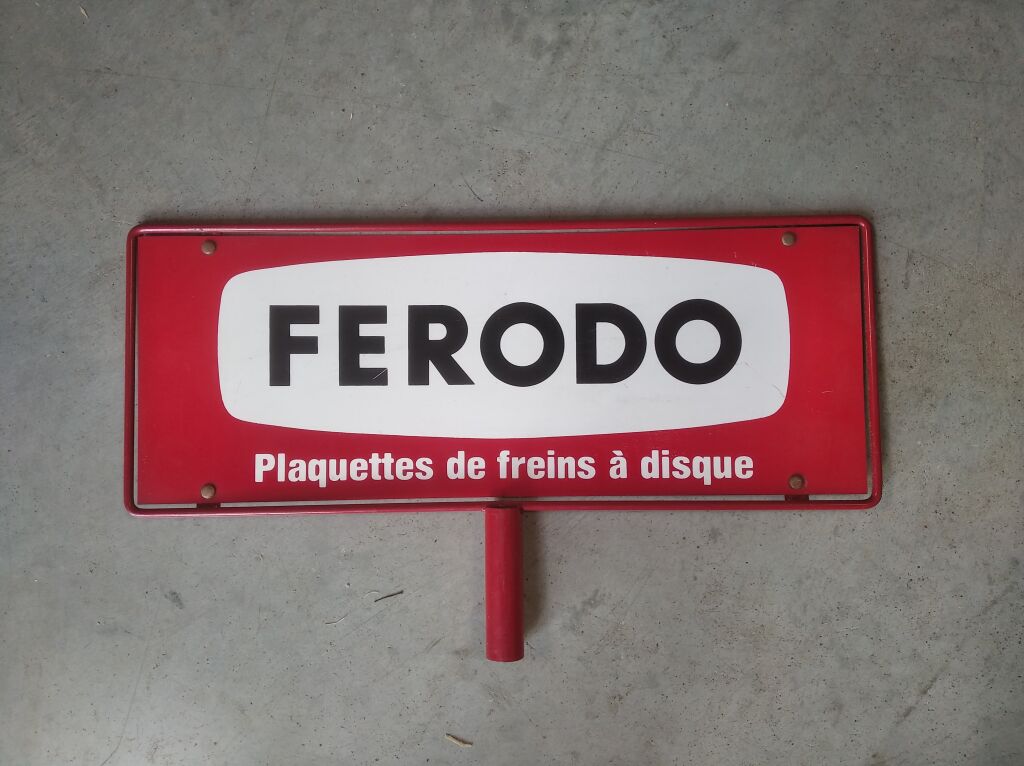 FERODO
Plaquettes de freins à disque